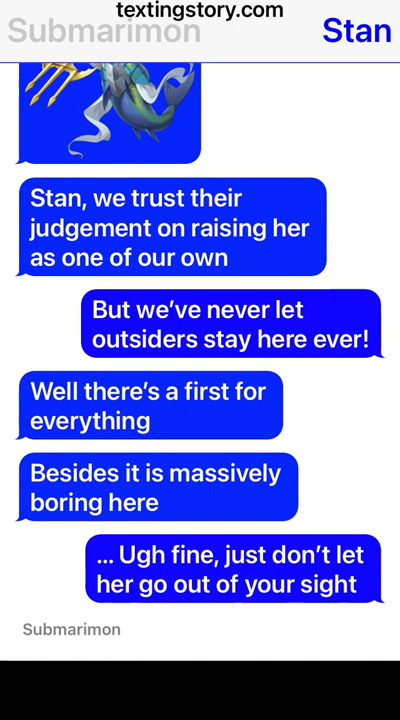 textingstory.com
Submarimon
Stan
Stan, we trust their
judgement on raising her
as one of our own
But we’ve never let
outsiders stay here ever!
Well there’s a first for
everything
Besides it is massively
boring here
... Ugh fine, just don’t let
her go out of your sight
Submarimon